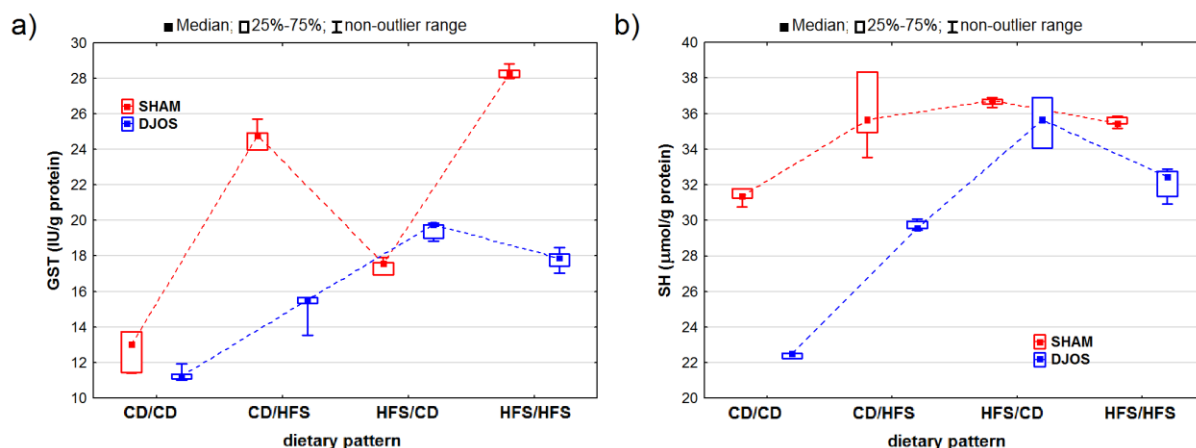 a)
■ Median; 25%-75%; non-outlier range
30
28
26
24
22
20
18
16
14
12
10
GST (IU/g protein)
SHAM
DJOS
CD/CD CD/HFS HFS/CD HFS/HFS
dietary pattern
b)
■ Median; 25%-75%; non-outlier range
40
38
36
34
32
30
28
26
24
22
20
SH (µmol/g protein)
SHAM
DJOS
CD/CD CD/HFS HFS/CD HFS/HFS
dietary pattern